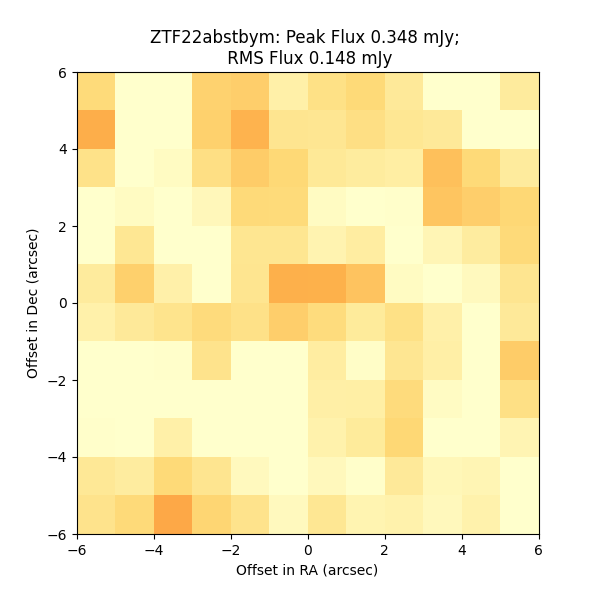 ZTF22abstbym: Peak Flux 0.348 mJy;
RMS Flux 0.148 mJy
6
4
2
0
−2
−4
−6
Offset in Dec (arcsec)
−6 −4 −2 0 2 4 6
Offset in RA (arcsec)